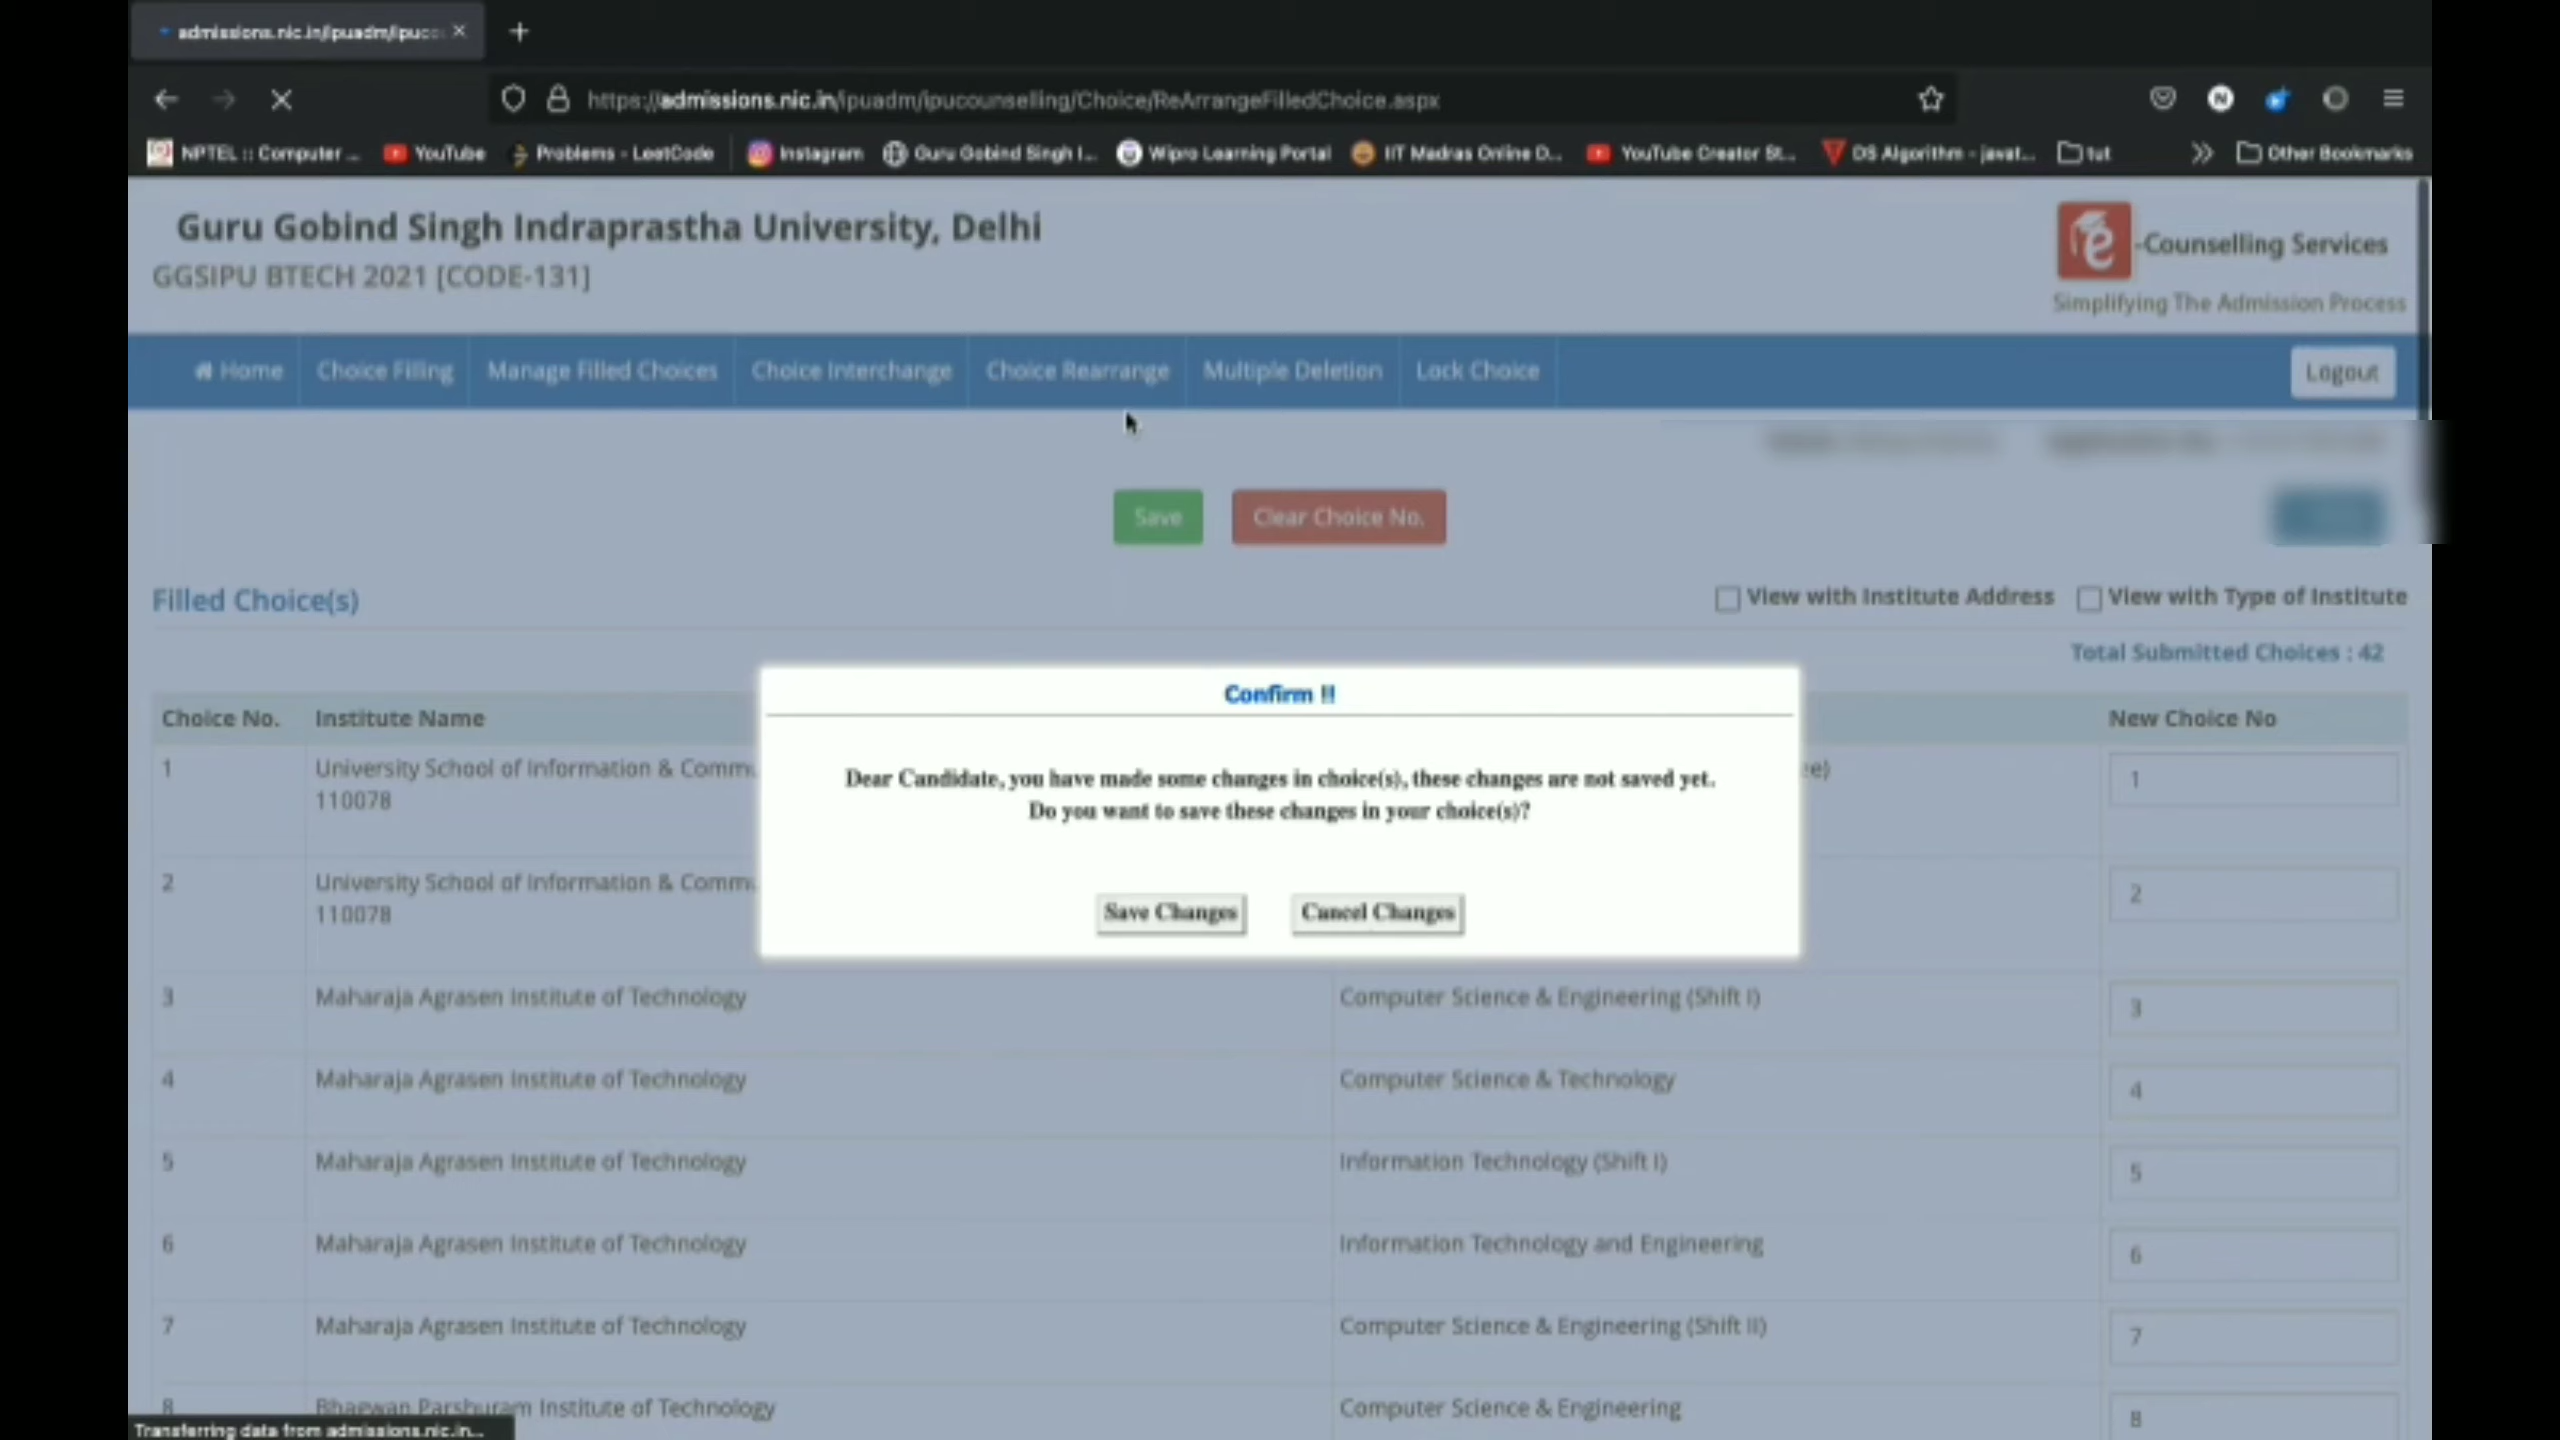 admissions.nic.in/ipuadm/ipuco
https://admissions.nic.in/ipuadm/ipucounselling/Choice/ReArrangeFilledChoice.aspx
NPTEL :: Computer ... YouTube Problems - LeetCode Instagram Guru Gobind Singh I... Wipro Learning Portal IIT Madras Online D... YouTube Creator St... DS Algorithm - javat... tut Other Bookmarks
Guru Gobind Singh Indraprastha University, Delhi
GGSIPU BTECH 2021 [CODE-131]
e-Counselling Services
Simplifying The Admission Process
Home Choice Filling Manage Filled Choices Choice Interchange Choice Rearrange Multiple Deletion Lock Choice Logout
Save Clear Choice No.
Filled Choice(s) View with Institute Address View with Type of Institute
Total Submitted Choices : 42
Confirm !!
Dear Candidate, you have made some changes in choice(s), these changes are not saved yet.
Do you want to save these changes in your choice(s)?
Save Changes Cancel Changes
Choice No. Institute Name New Choice No
1 University School of Information & Commu ee) 1
110078
2 University School of Information & Commu 2
110078
3 Maharaja Agrasen Institute of Technology Computer Science & Engineering (Shift I) 3
4 Maharaja Agrasen Institute of Technology Computer Science & Technology 4
5 Maharaja Agrasen Institute of Technology Information Technology (Shift I) 5
6 Maharaja Agrasen Institute of Technology Information Technology and Engineering 6
7 Maharaja Agrasen Institute of Technology Computer Science & Engineering (Shift II) 7
8 Bhagwan Parshuram Institute of Technology Computer Science & Engineering 8
Transferring data from admissions.nic.in...